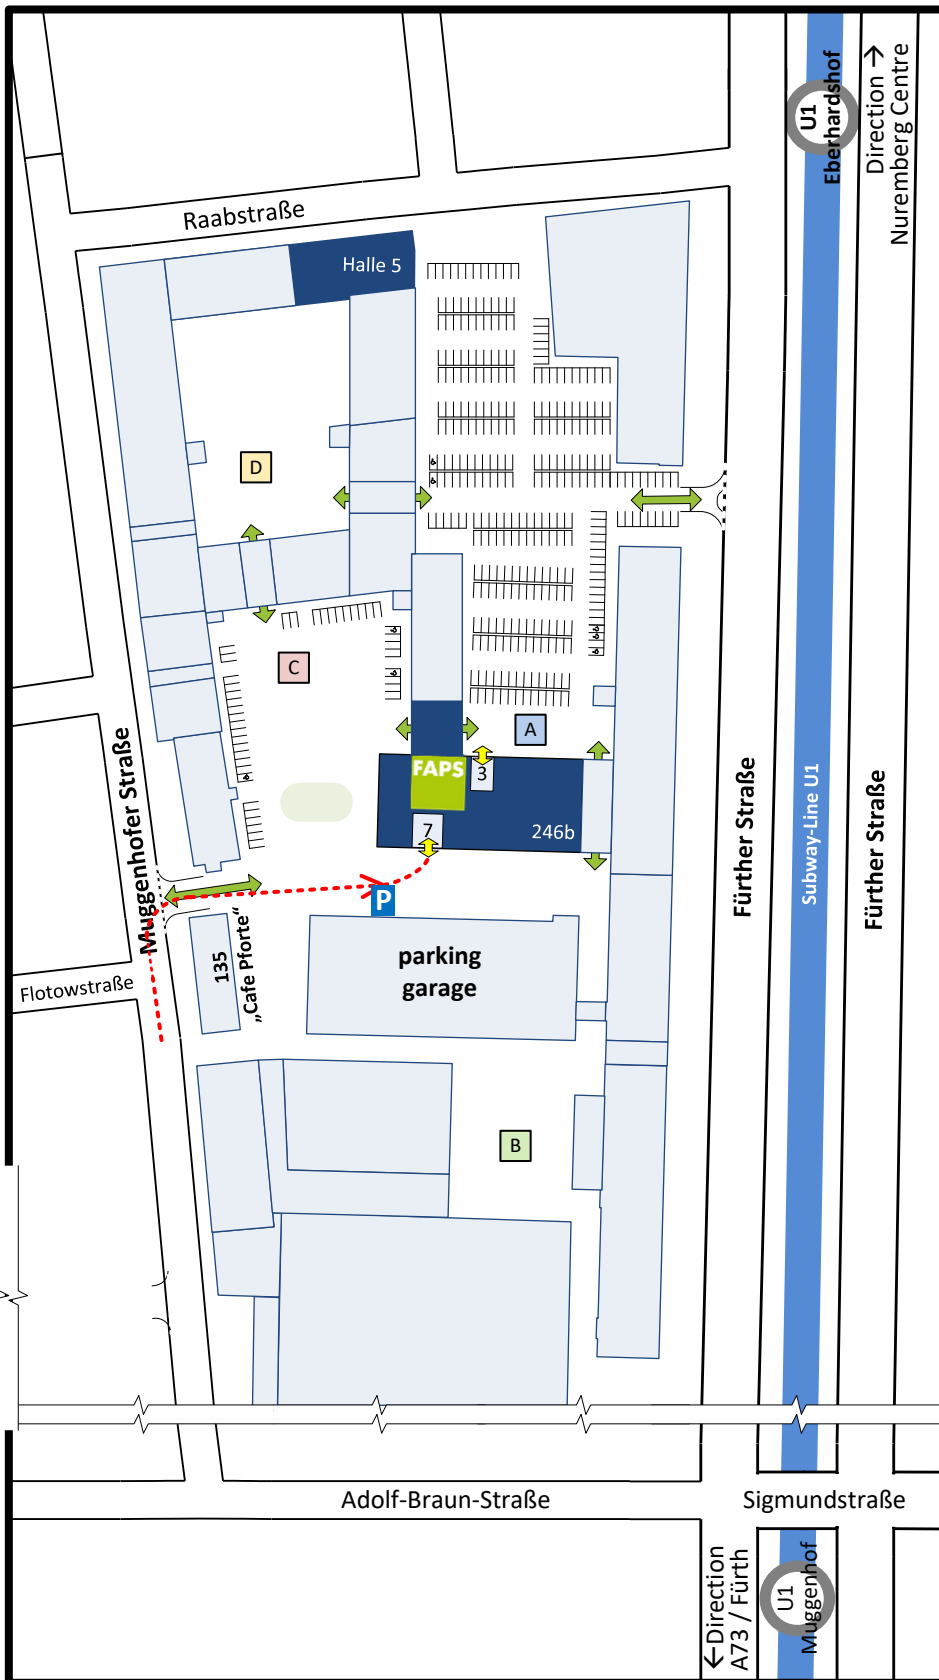 U1
Eberhardshof
Direction →
Nuremberg Centre
Raabstraße
Halle 5
D
C
A
FAPS
3
7
246b
Muggenhofer Straße
Fürther Straße
Subway-Line U1
Fürther Straße
P
135
„Cafe Pforte“
parking
garage
Flotowstraße
B
Adolf-Braun-Straße
Sigmundstraße
←Direction
A73 / Fürth
U1
Muggenhof